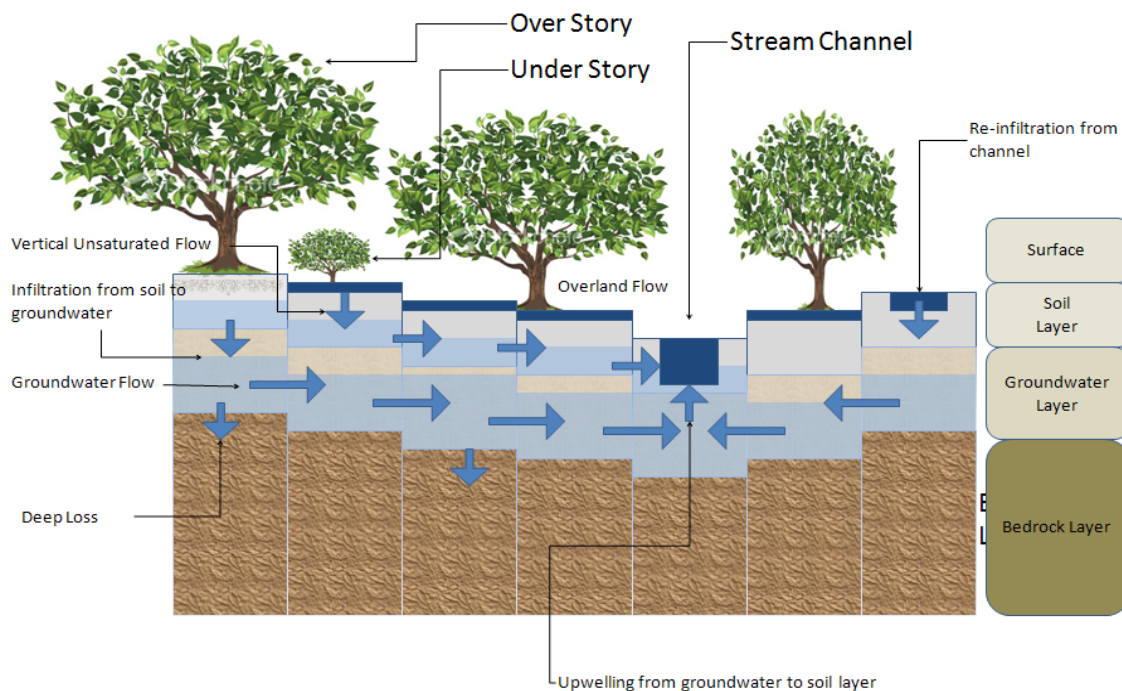 Over Story
Under Story
Stream Channel
Re-infiltration from
channel
Vertical Unsaturated Flow
Infiltration from soil to
groundwater
Overland Flow
Groundwater Flow
Deep Loss
Upwelling from groundwater to soil layer
Surface
Soil
Layer
Groundwater
Layer
Bedrock Layer